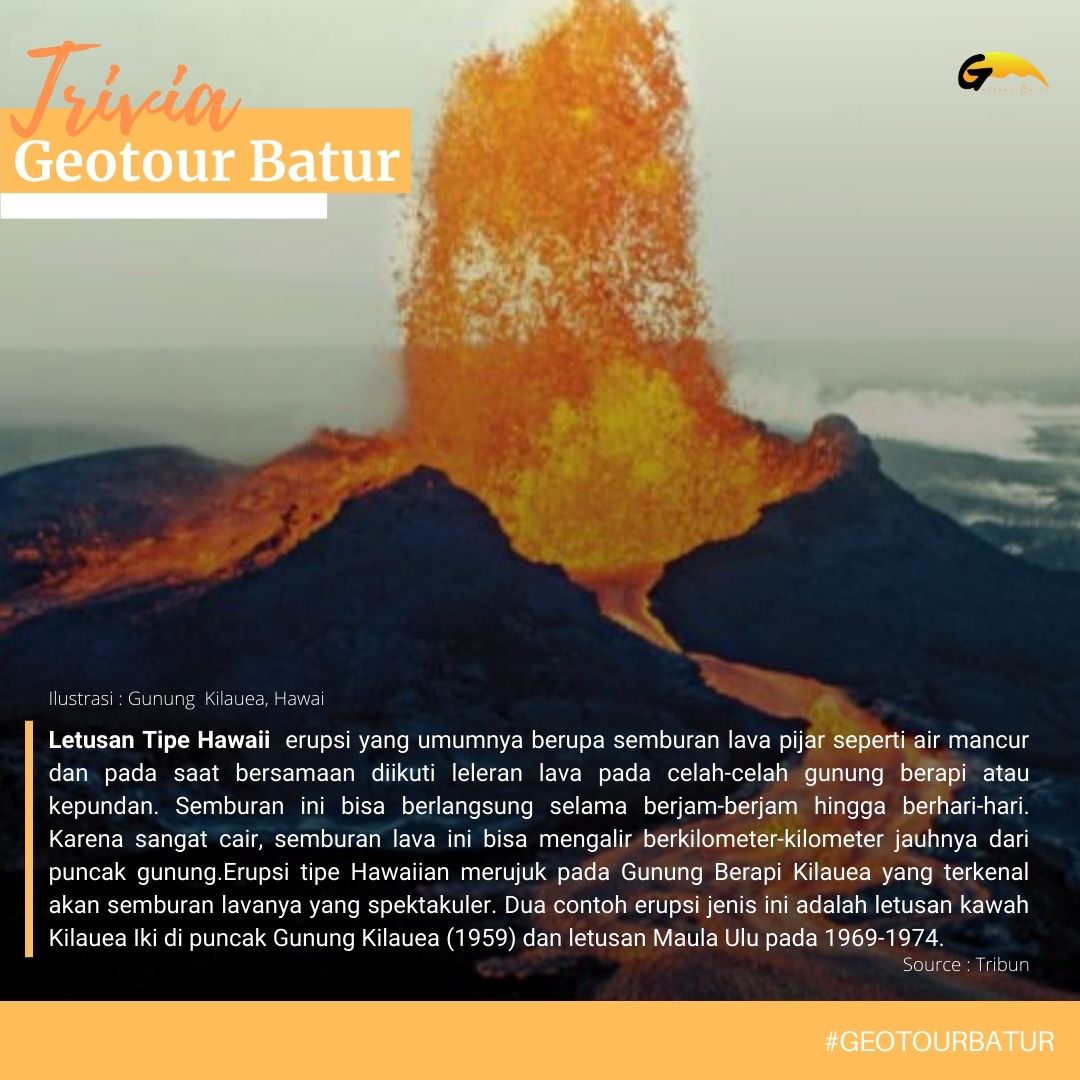 Trivia
Geotour Batur
G
Ilustrasi : Gunung Kilauea, Hawai
Letusan Tipe Hawaii erupsi yang umumnya berupa semburan lava pijar seperti air mancur
dan pada saat bersamaan diikuti leleran lava pada celah-celah gunung berapi atau
kepundan. Semburan ini bisa berlangsung selama berjam-berjam hingga berhari-hari.
Karena sangat cair, semburan lava ini bisa mengalir berkilometer-kilometer jauhnya dari
puncak gunung.Erupsi tipe Hawaiian merujuk pada Gunung Berapi Kilauea yang terkenal
akan semburan lavanya yang spektakuler. Dua contoh erupsi jenis ini adalah letusan kawah
Kilauea Iki di puncak Gunung Kilauea (1959) dan letusan Maula Ulu pada 1969-1974.
Source : Tribun
#GEOTOURBATUR